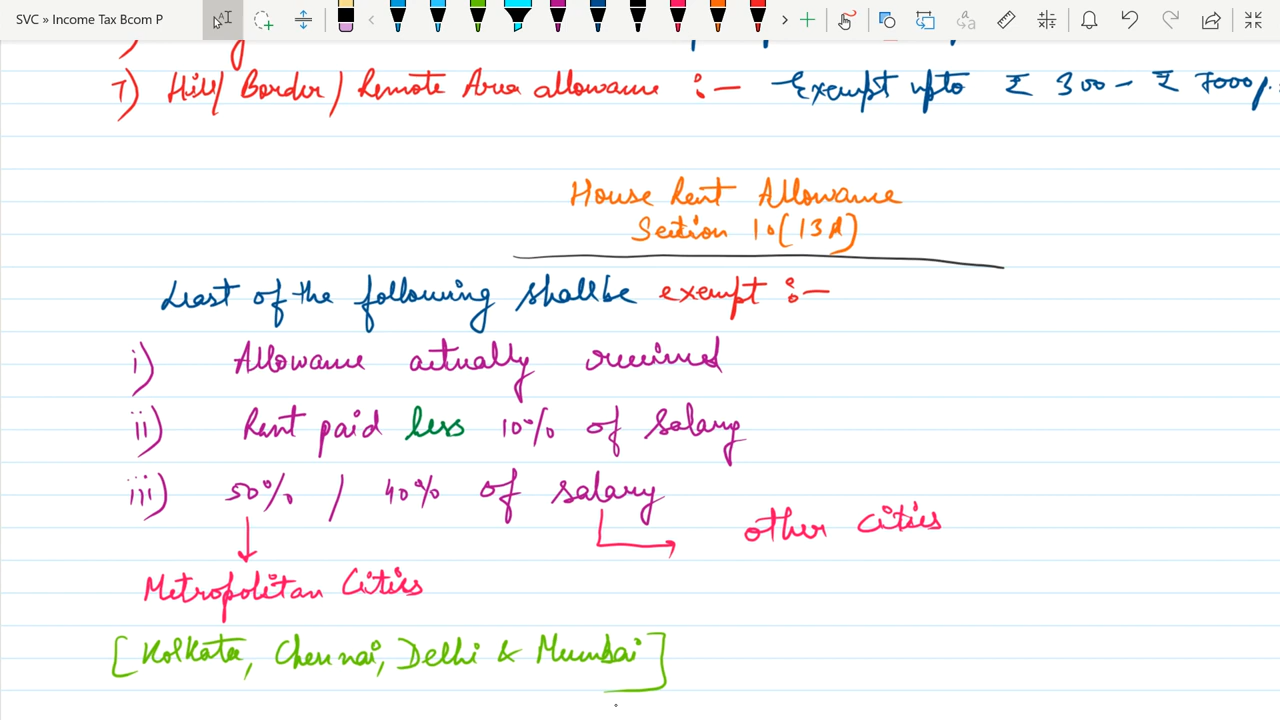 SVC » Income Tax Bcom P
7) Hill/ Border / Remote Area allowance :- Exempt upto ₹ 300 - ₹ 7000 p.
House Rent Allowance
Section 10(13A)
Least of the following shall be exempt :-
i) Allowance actually received
ii) Rent paid less 10% of salary
iii) 50% / 40% of salary
other cities
Metropolitan Cities
[Kolkata, Chennai, Delhi & Mumbai]